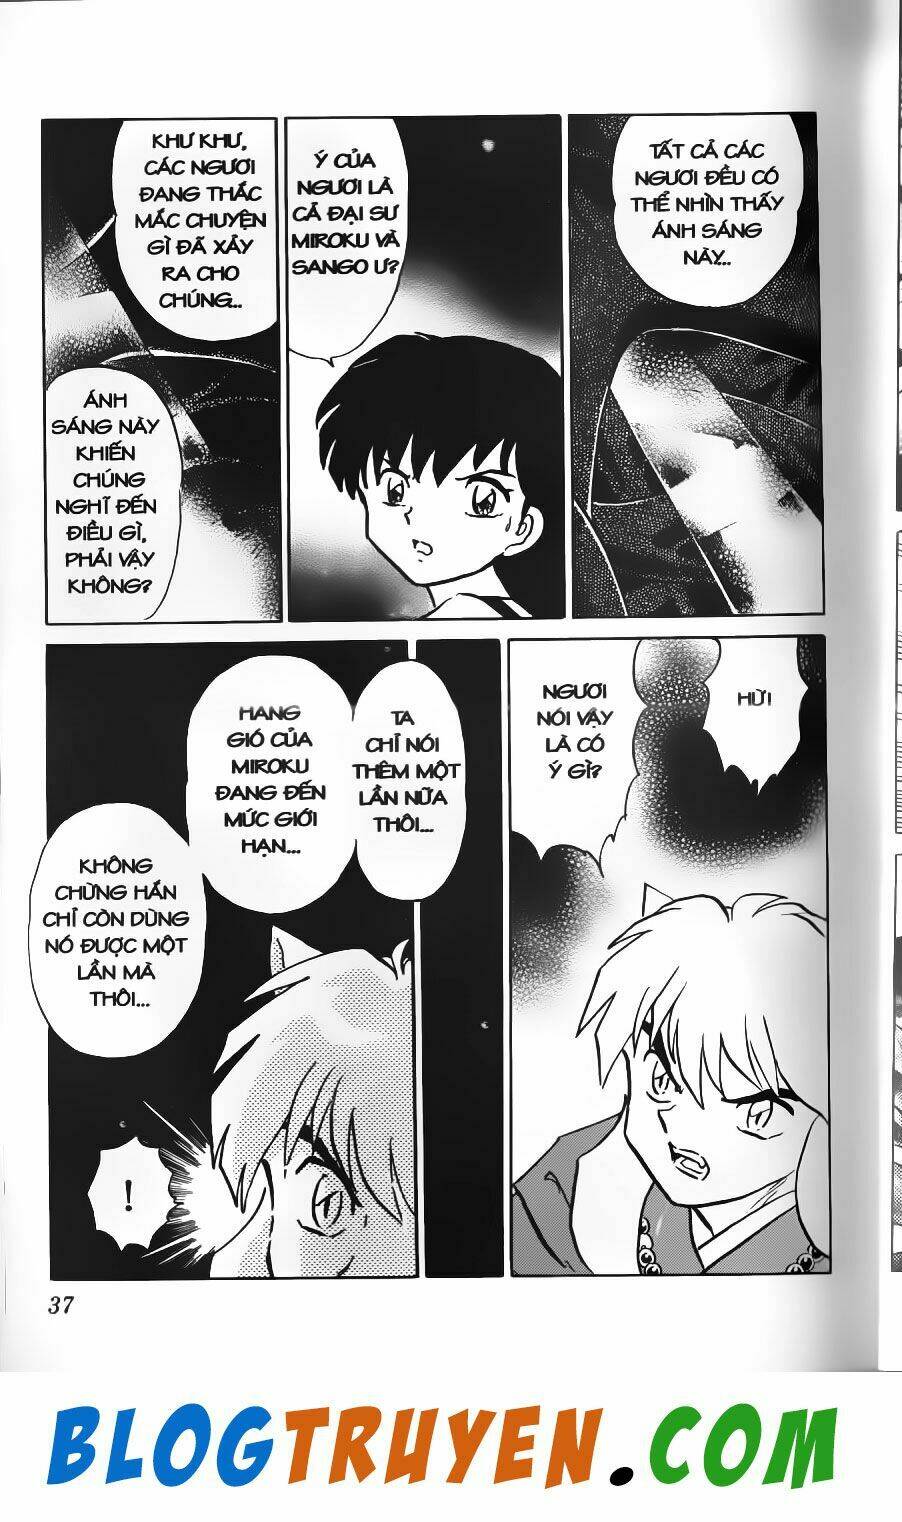 TẤT CẢ CÁC
NGƯƠI ĐỀU CÓ
THỂ NHÌN THẤY
ÁNH SÁNG
NÀY...
Ý CỦA
NGƯƠI LÀ
CẢ ĐẠI SƯ
MIROKU VÀ
SANGO Ư?
KHƯ KHƯ,
CÁC NGƯƠI
ĐANG THẮC
MẮC CHUYỆN
GÌ ĐÃ XẢY
RA CHO
CHÚNG...
ÁNH
SÁNG NÀY
KHIẾN
CHÚNG
NGHĨ ĐẾN
ĐIỀU GÌ,
PHẢI VẬY
KHÔNG?
HỪ!
NGƯƠI
NÓI VẬY
LÀ CÓ
Ý GÌ?
TA
CHỈ NÓI
THÊM MỘT
LẦN NỮA
THÔI...
HANG
GIÓ CỦA
MIROKU
ĐANG ĐẾN
MỨC GIỚI
HẠN...
KHÔNG
CHỪNG HẮN
CHỈ CÒN DÙNG
NÓ ĐƯỢC MỘT
LẦN MÀ
THÔI...
!
37
BLOGTRUYEN.COM